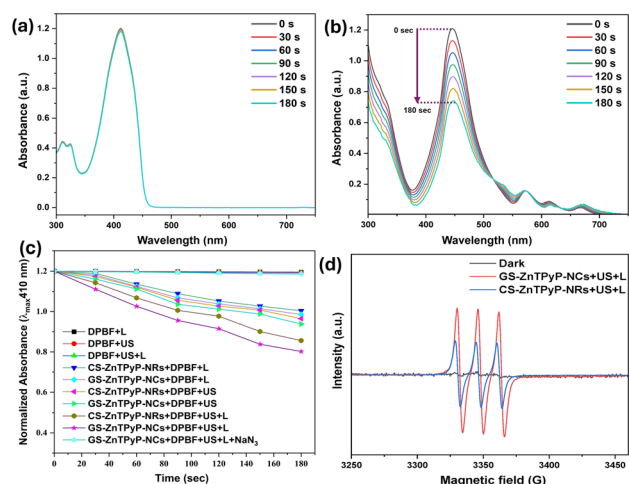 (a)
0 s
30 s
60 s
90 s
120 s
150 s
180 s
1.2
1.0
0.8
0.6
0.4
0.2
0.0
Absorbance (a.u.)
300 400 500 600 700
Wavelength (nm)
(b)
0 sec
180 sec
0 s
30 s
60 s
90 s
120 s
150 s
180 s
1.2
1.0
0.8
0.6
0.4
0.2
Absorbance (a.u.)
300 400 500 600 700
Wavelength (nm)
(c)
1.2
1.0
0.8
0.6
0.4
Normalized Absorbance (λmax410 nm)
DPBF+L
DPBF+US
DPBF+US+L
CS-ZnTPyP-NRs+DPBF+L
GS-ZnTPyP-NCs+DPBF+L
CS-ZnTPyP-NRs+DPBF+US
GS-ZnTPyP-NCs+DPBF+US
CS-ZnTPyP-NRs+DPBF+US+L
GS-ZnTPyP-NCs+DPBF+US+L
GS-ZnTPyP-NCs+DPBF+US+L+NaN₃
0 20 40 60 80 100 120 140 160 180
Time (sec)
(d)
Dark
GS-ZnTPyP-NCs+US+L
CS-ZnTPyP-NRs+US+L
Intensity (a.u.)
3250 3300 3350 3400 3450
Magnetic field (G)